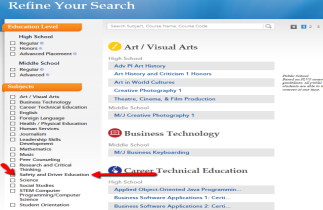 Refine Your Search
Education Level
High School
Regular
Honors
Advanced Placement
Middle School
Regular
Advanced
Subjects
Art / Visual Arts
Business Technology
Career Technical Education
English
Foreign Language
Health / Physical Education
Human Services
Journalism
Leadership Skills
Development
Mathematics
Music
Peer Counseling
Research and Critical
Thinking
Safety and Driver Education
Science
Social Studies
STEM Computer
Programming/Computer
Science
Student Orientation
Search Subject, Course Name, Course Code
Art / Visual Arts
High School
Adv Pl Art History
Art History and Criticism 1 Honors
Art in World Cultures
Creative Photography 1
Theatre, Cinema, & Film Production
Middle School
M/J Creative Photography 1
Business Technology
Middle School
M/J Business Keyboarding
Career Technical Education
High School
Applied Object-Oriented Java Programmin...
Business Software Applications 1: Certi...
Business Software Applications 2: Certi...